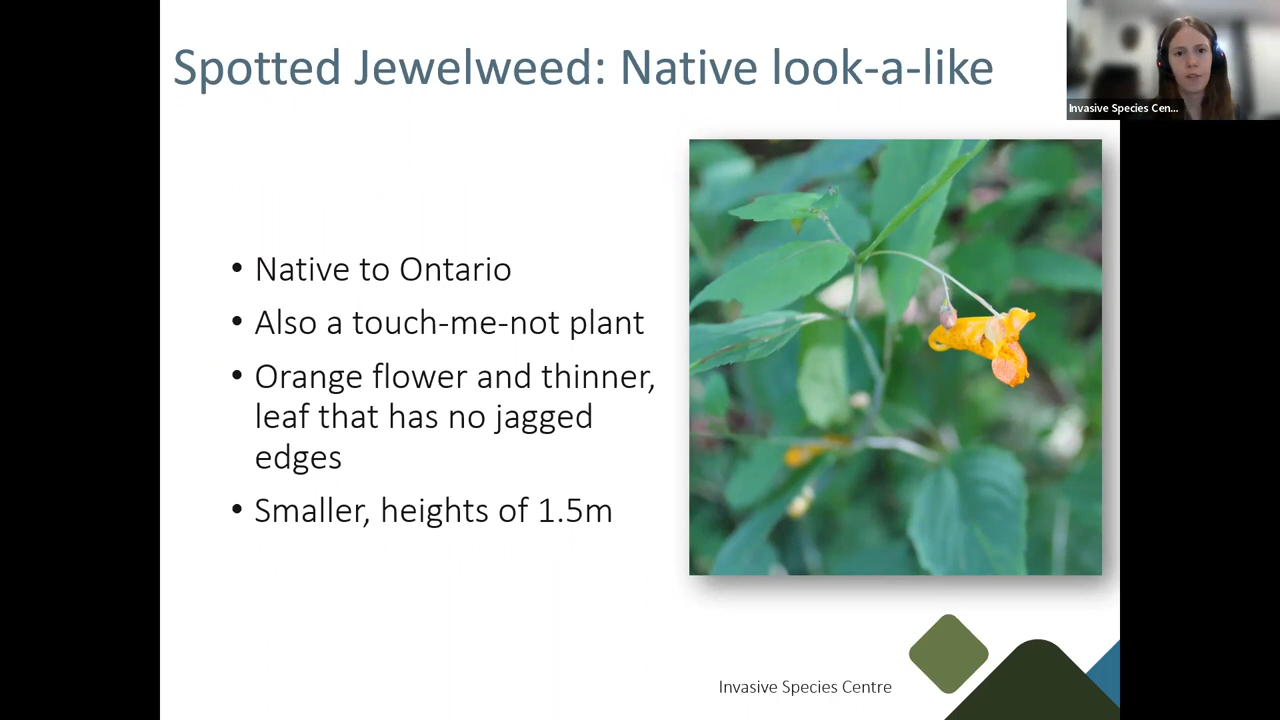 Spotted Jewelweed: Native look-a-like
Invasive Species Cen...
• Native to Ontario
• Also a touch-me-not plant
• Orange flower and thinner,
leaf that has no jagged
edges
• Smaller, heights of 1.5m
Invasive Species Centre